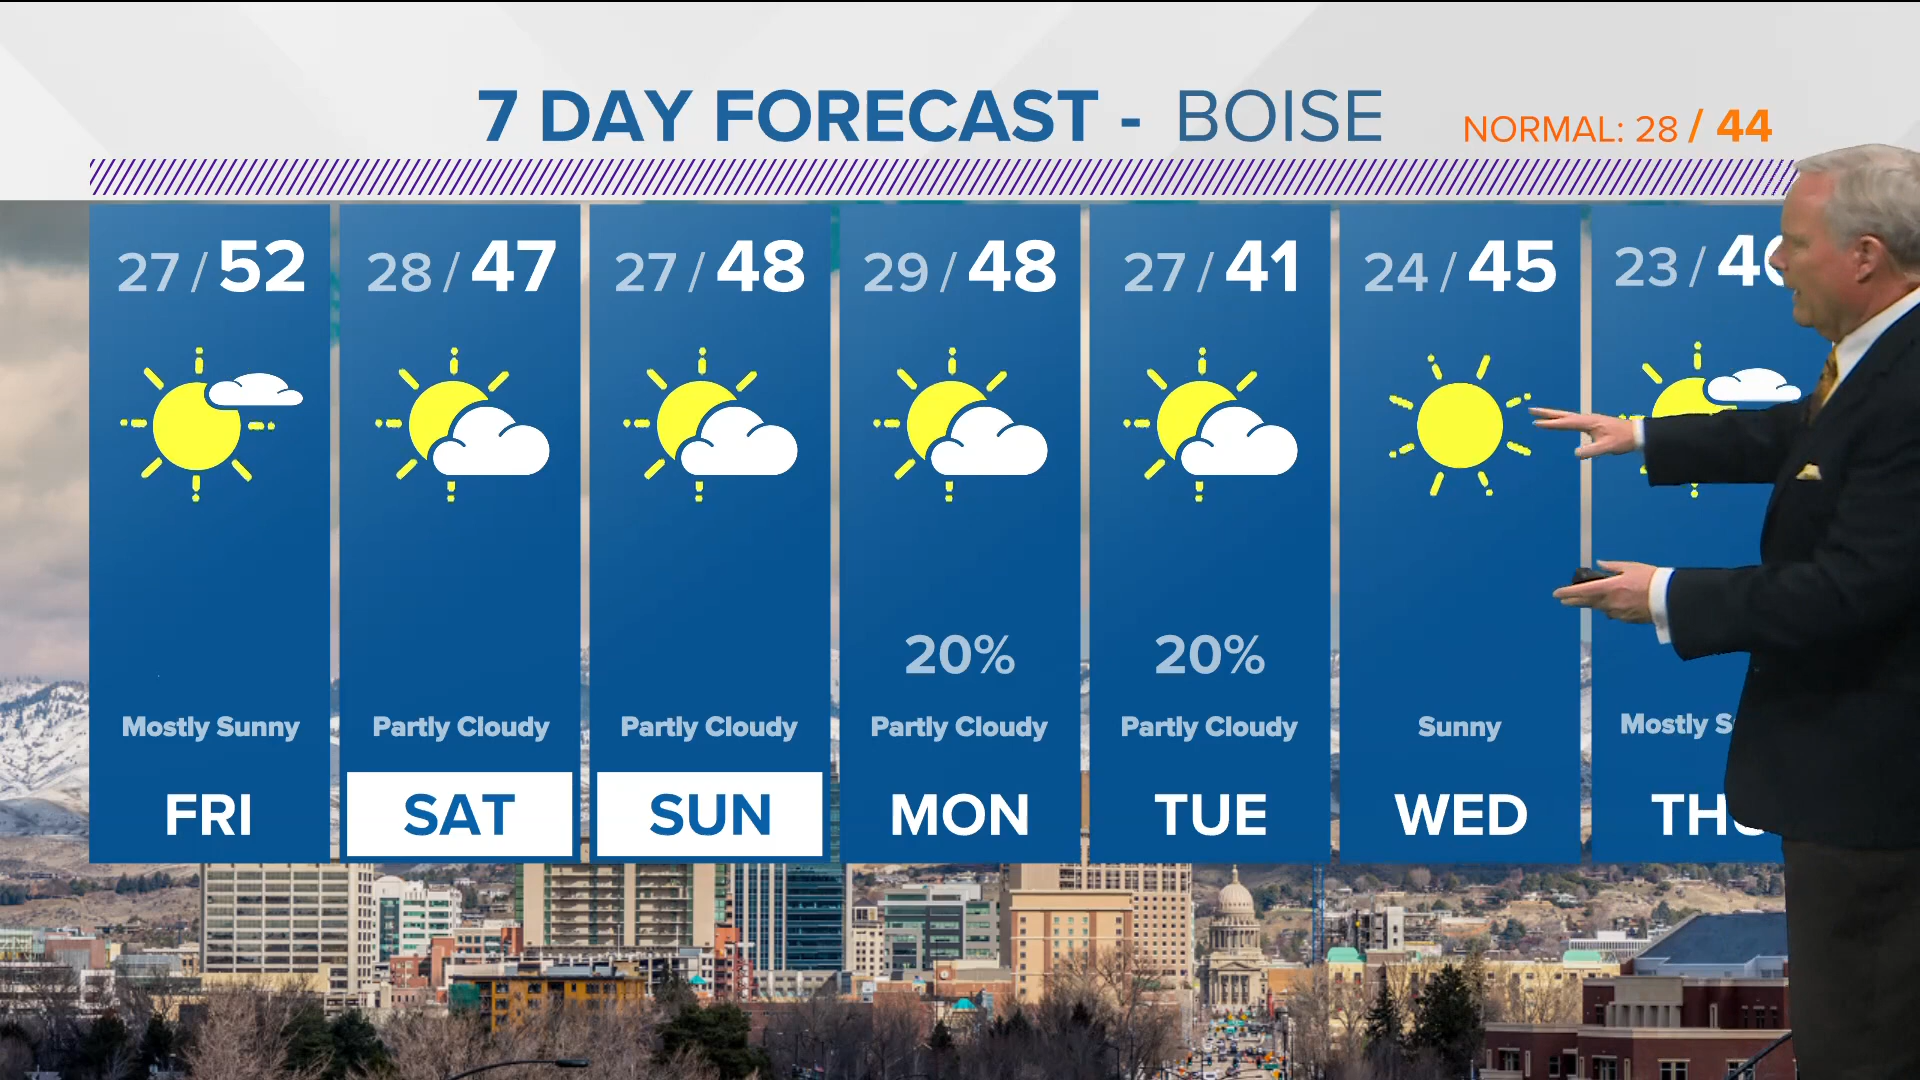 7 DAY FORECAST - BOISE
NORMAL: 28 / 44
27 / 52
28 / 47
27 / 48
29 / 48
27 / 41
24 / 45
23 /
20%
20%
Mostly Sunny
Partly Cloudy
Partly Cloudy
Partly Cloudy
Partly Cloudy
Sunny
Mostly
FRI
SAT
SUN
MON
TUE
WED